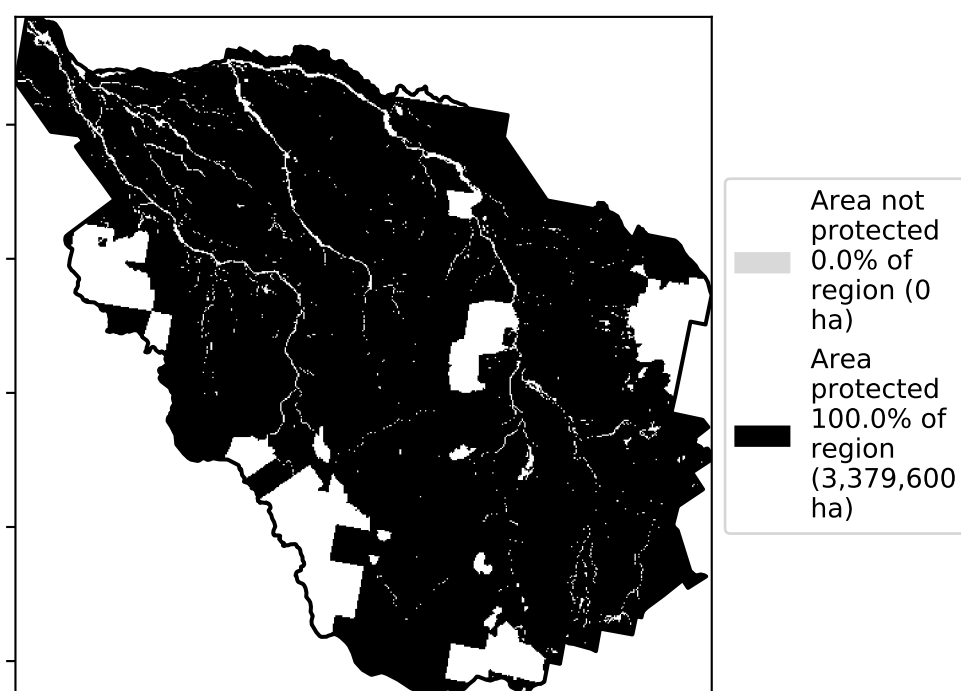 Area not
protected
0.0% of
region (0
ha)
Area
protected
100.0% of
region
(3,379,600
ha)